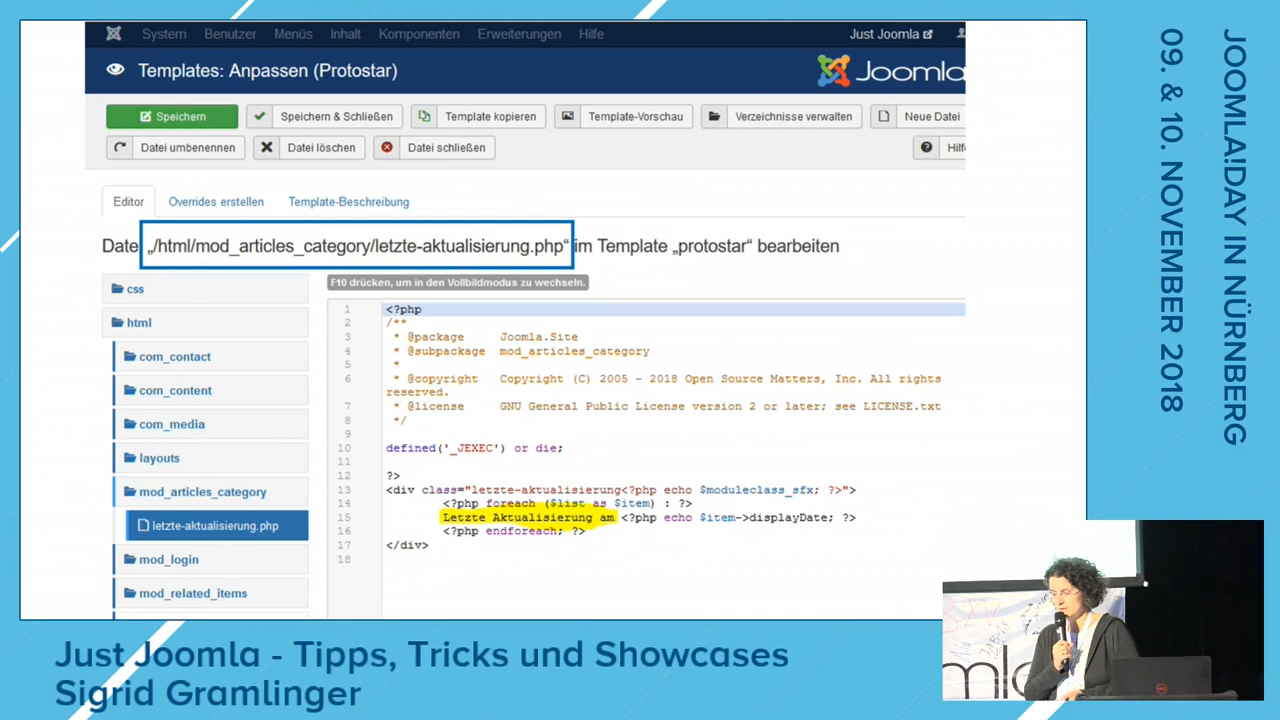 System Benutzer Menüs Inhalt Komponenten Erweiterungen Hilfe Just Joomla
Templates: Anpassen (Protostar)
Joomla
Speichern Speichern & Schließen Template kopieren Template-Vorschau Verzeichnisse verwalten Neue Datei
Datei umbenennen Datei löschen Datei schließen Hilf
Editor Overrides erstellen Template-Beschreibung
Date „/html/mod_articles_category/letzte-aktualisierung.php“ im Template „protostar“ bearbeiten
css
html
com_contact
com_content
com_media
layouts
mod_articles_category
letzte-aktualisierung.php
mod_login
mod_related_items
F10 drücken, um in den Vollbildmodus zu wechseln.
1 <?php
2 /**
3 * @package Joomla.Site
4 * @subpackage mod_articles_category
5 *
6 * @copyright Copyright (C) 2005 - 2018 Open Source Matters, Inc. All rights
reserved.
7 * @license GNU General Public License version 2 or later; see LICENSE.txt
8 */
9
10 defined('_JEXEC') or die;
11
12 ?>
13 <div class="letzte-aktualisierung<?php echo $moduleclass_sfx; ?>">
14 <?php foreach ($list as $item) : ?>
15 Letzte Aktualisierung am <?php echo $item->displayDate; ?>
16 <?php endforeach; ?>
17 </div>
18
JOOMLA!DAY IN NÜRNBERG
09. & 10. NOVEMBER 2018
Just Joomla - Tipps, Tricks und Showcases
Sigrid Gramlinger